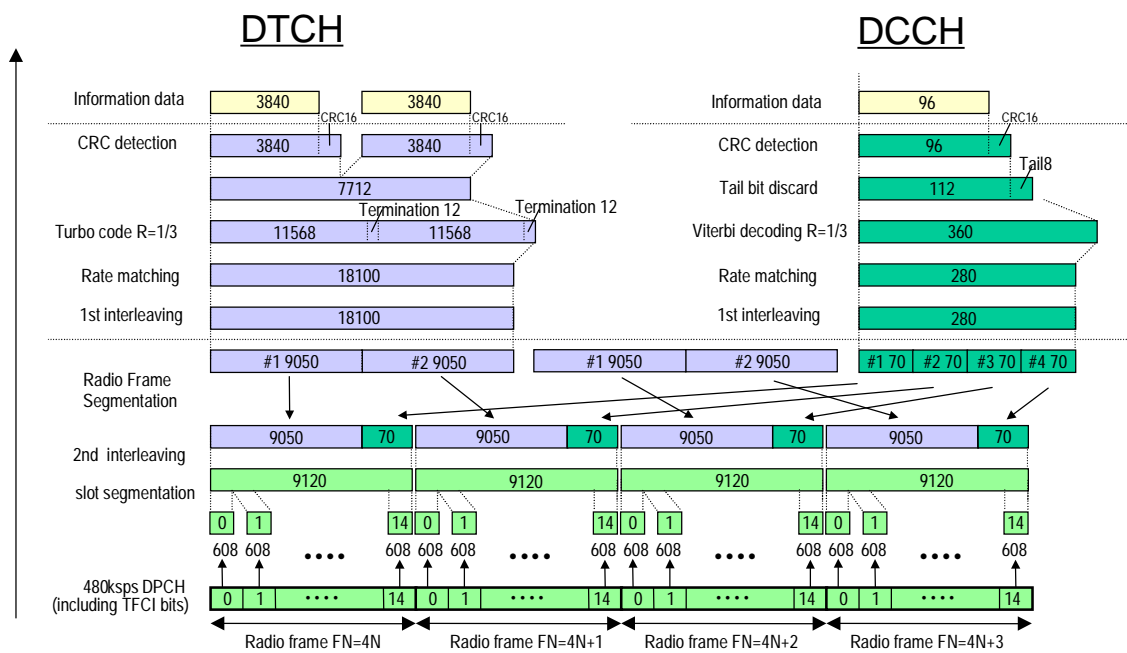 DTCH DCCH
Information data 3840 3840 Information data 96
CRC16 CRC16 CRC16
CRC detection 3840 3840 CRC detection 96
Tail8
7712 Tail bit discard 112
Termination 12 Termination 12
Turbo code R=1/3 11568 11568 Viterbi decoding R=1/3 360
Rate matching 18100 Rate matching 280
1st interleaving 18100 1st interleaving 280
#1 9050 #2 9050 #1 9050 #2 9050 #1 70 #2 70 #3 70 #4 70
Radio Frame
Segmentation
9050 70 9050 70 9050 70 9050 70
2nd interleaving
slot segmentation 9120 9120 9120 9120
0 1 14 0 1 14 0 1 14 0 1 14
608 608 •••• 608 608 608 •••• 608 608 608 •••• 608 608 608 •••• 608
480ksps DPCH
(including TFCI bits)
0 1 •••• 14 0 1 •••• 14 0 1 •••• 14 0 1 •••• 14
Radio frame FN=4N Radio frame FN=4N+1 Radio frame FN=4N+2 Radio frame FN=4N+3